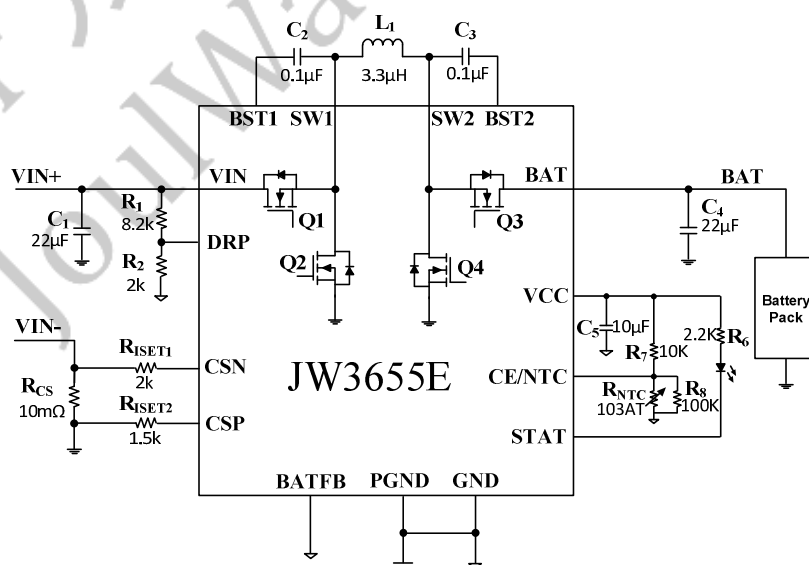 JoulWa
C2
0.1µF
L1
3.3µH
C3
0.1µF
BST1 SW1
SW2 BST2
VIN+
VIN
BAT
BAT
C1
22µF
R1
8.2k
DRP
R2
2k
Q1
Q2
Q3
Q4
C4
22µF
Battery
Pack
VCC
C5 10µF
R7 10K
2.2K R6
VIN-
RCS
10mΩ
RISET1
2k
CSN
RISET2
1.5k
CSP
JW3655E
CE/NTC
RNTC
103AT
R8
100K
STAT
BATFB
PGND
GND